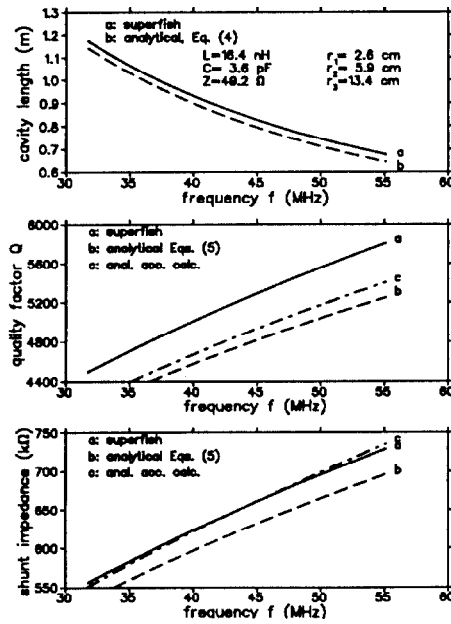 a: superfish
b: analytical, Eq. (4)
L=16.4 nH
C= 3.6 pF
Z=49.2 Ω
r₁= 2.6 cm
r₂= 5.9 cm
r₃=13.4 cm
cavity length (m)
1.3
1.2
1.1
1.0
0.9
0.8
0.7
0.6
a
b
30 35 40 45 50 55 60
frequency f (MHz)
a: superfish
b: analytical Eqs. (5)
c: anal. acc. calc.
quality factor Q
6000
5600
5200
4800
4400
a
c
b
30 35 40 45 50 55 60
frequency f (MHz)
a: superfish
b: analytical Eqs. (5)
c: anal. acc. calc.
shunt impedance (kΩ)
750
700
650
600
550
c
a
b
30 35 40 45 50 55 60
frequency f (MHz)